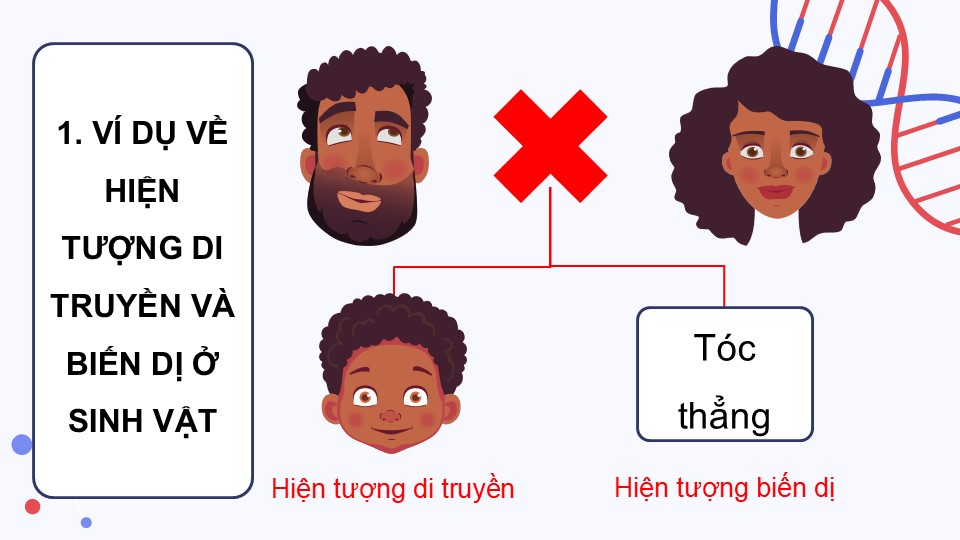 1. VÍ DỤ VỀ
HIỆN
TƯỢNG DI
TRUYỀN VÀ
BIẾN DỊ Ở
SINH VẬT
Tóc
thẳng
Hiện tượng di truyền
Hiện tượng biến dị